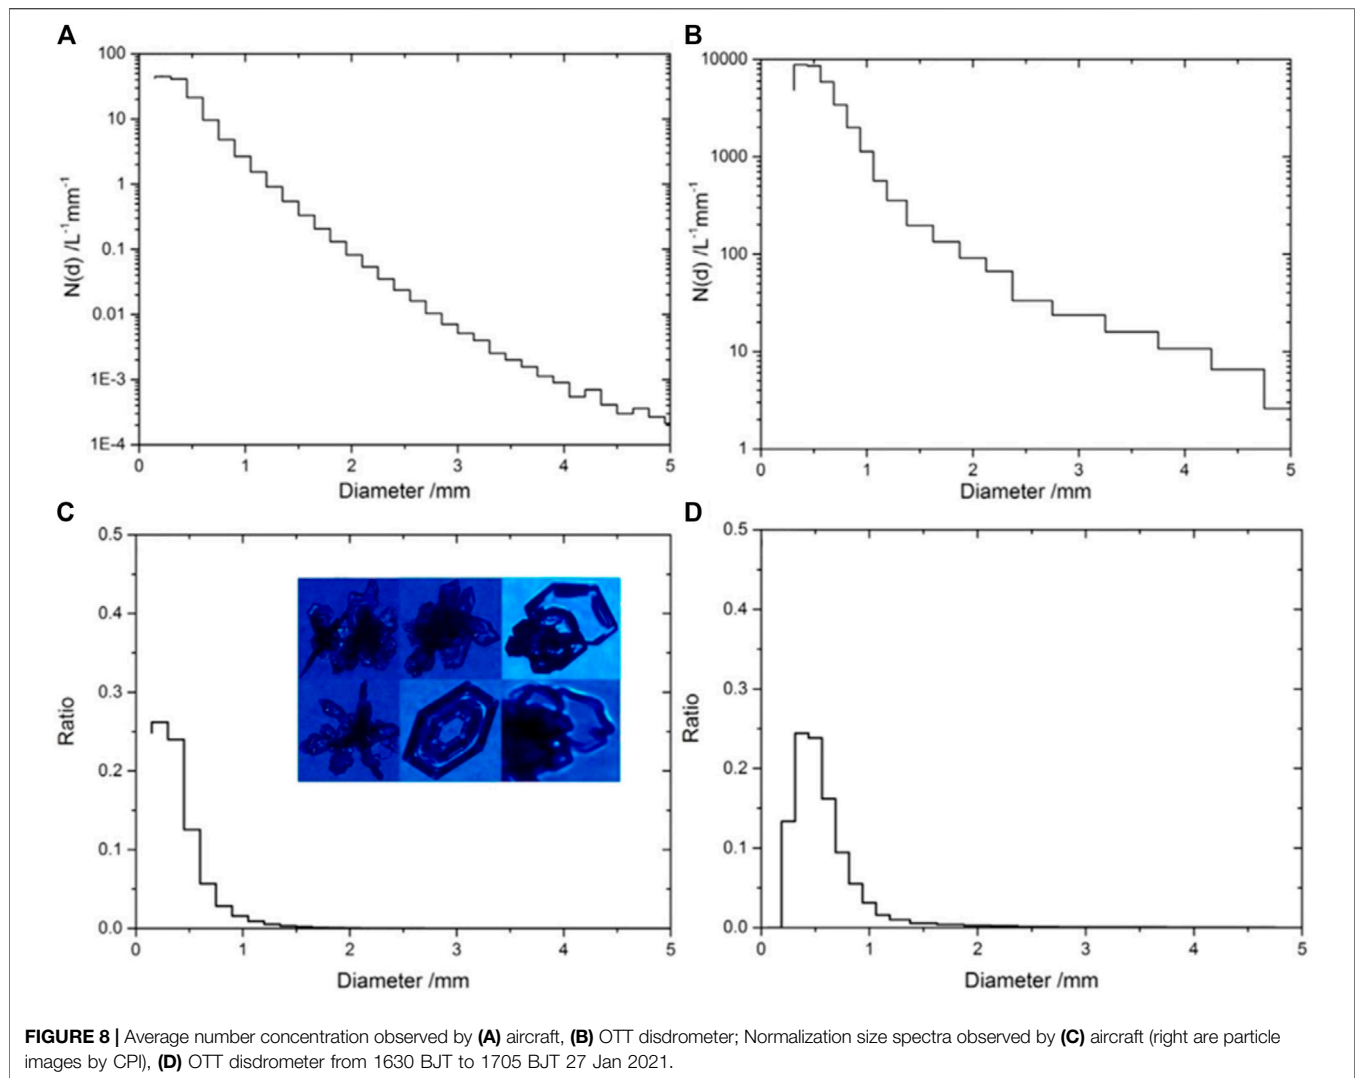 A
100
10
1
0.1
0.01
1E-3
1E-4
N(d) /L⁻¹mm⁻¹
0 1 2 3 4 5
Diameter /mm
B
10000
1000
100
10
1
N(d) /L⁻¹mm⁻¹
0 1 2 3 4 5
Diameter /mm
C
0.5
0.4
0.3
0.2
0.1
0.0
Ratio
0 1 2 3 4 5
Diameter /mm
D
0.5
0.4
0.3
0.2
0.1
0.0
Ratio
0 1 2 3 4 5
Diameter /mm
FIGURE 8 | Average number concentration observed by (A) aircraft, (B) OTT disdrometer; Normalization size spectra observed by (C) aircraft (right are particle
images by CPI), (D) OTT disdrometer from 1630 BJT to 1705 BJT 27 Jan 2021.